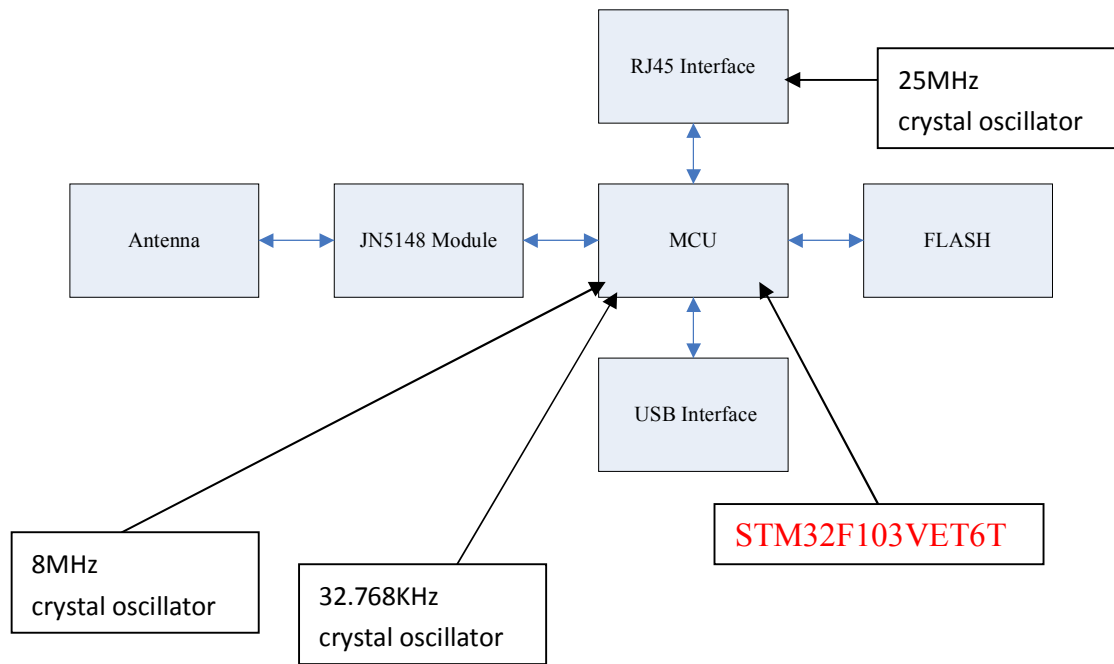 RJ45 Interface
25MHz
crystal oscillator
Antenna
JN5148 Module
MCU
FLASH
USB Interface
STM32F103VET6T
8MHz
crystal oscillator
32.768KHz
crystal oscillator